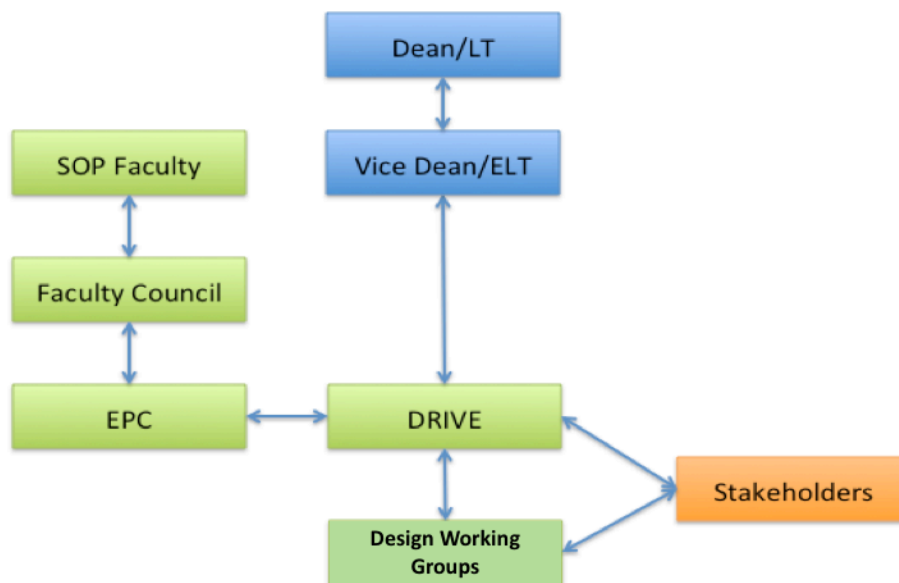 Dean/LT
SOP Faculty
Vice Dean/ELT
Faculty Council
EPC
DRIVE
Stakeholders
Design Working
Groups